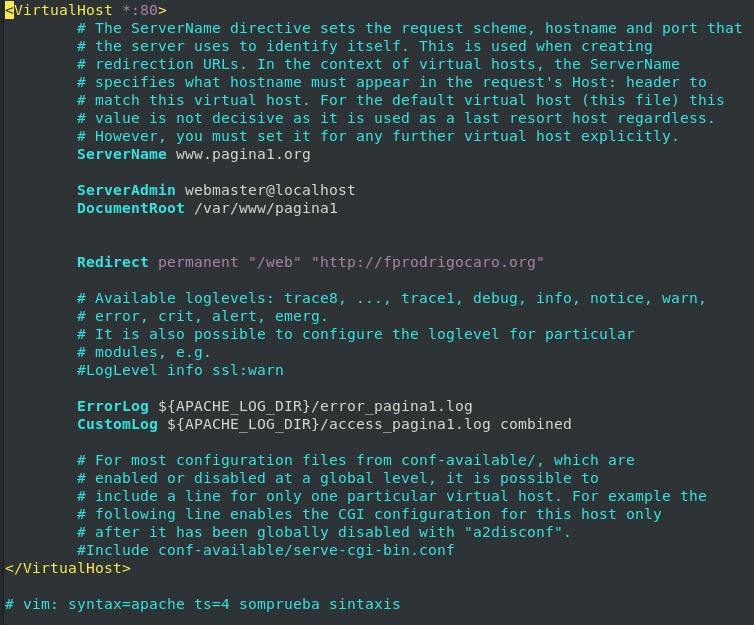 <VirtualHost *:80>
# The ServerName directive sets the request scheme, hostname and port that
# the server uses to identify itself. This is used when creating
# redirection URLs. In the context of virtual hosts, the ServerName
# specifies what hostname must appear in the request's Host: header to
# match this virtual host. For the default virtual host (this file) this
# value is not decisive as it is used as a last resort host regardless.
# However, you must set it for any further virtual host explicitly.
ServerName www.pagina1.org
ServerAdmin webmaster@localhost
DocumentRoot /var/www/pagina1
Redirect permanent "/web" "http://fprodrigocaro.org"
# Available loglevels: trace8, ..., trace1, debug, info, notice, warn,
# error, crit, alert, emerg.
# It is also possible to configure the loglevel for particular
# modules, e.g.
#LogLevel info ssl:warn
ErrorLog ${APACHE_LOG_DIR}/error_pagina1.log
CustomLog ${APACHE_LOG_DIR}/access_pagina1.log combined
# For most configuration files from conf-available/, which are
# enabled or disabled at a global level, it is possible to
# include a line for only one particular virtual host. For example the
# following line enables the CGI configuration for this host only
# after it has been globally disabled with "a2disconf".
#Include conf-available/serve-cgi-bin.conf
</VirtualHost>
# vim: syntax=apache ts=4 somprueba sintaxis